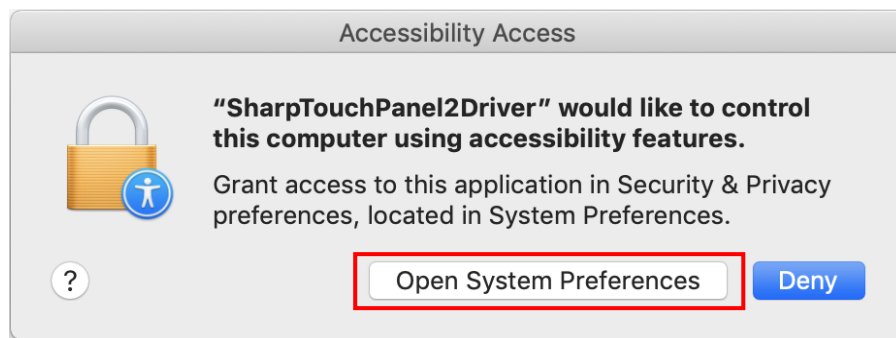 Accessibility Access
“SharpTouchPanel2Driver” would like to control
this computer using accessibility features.
Grant access to this application in Security & Privacy
preferences, located in System Preferences.
?
Open System Preferences
Deny